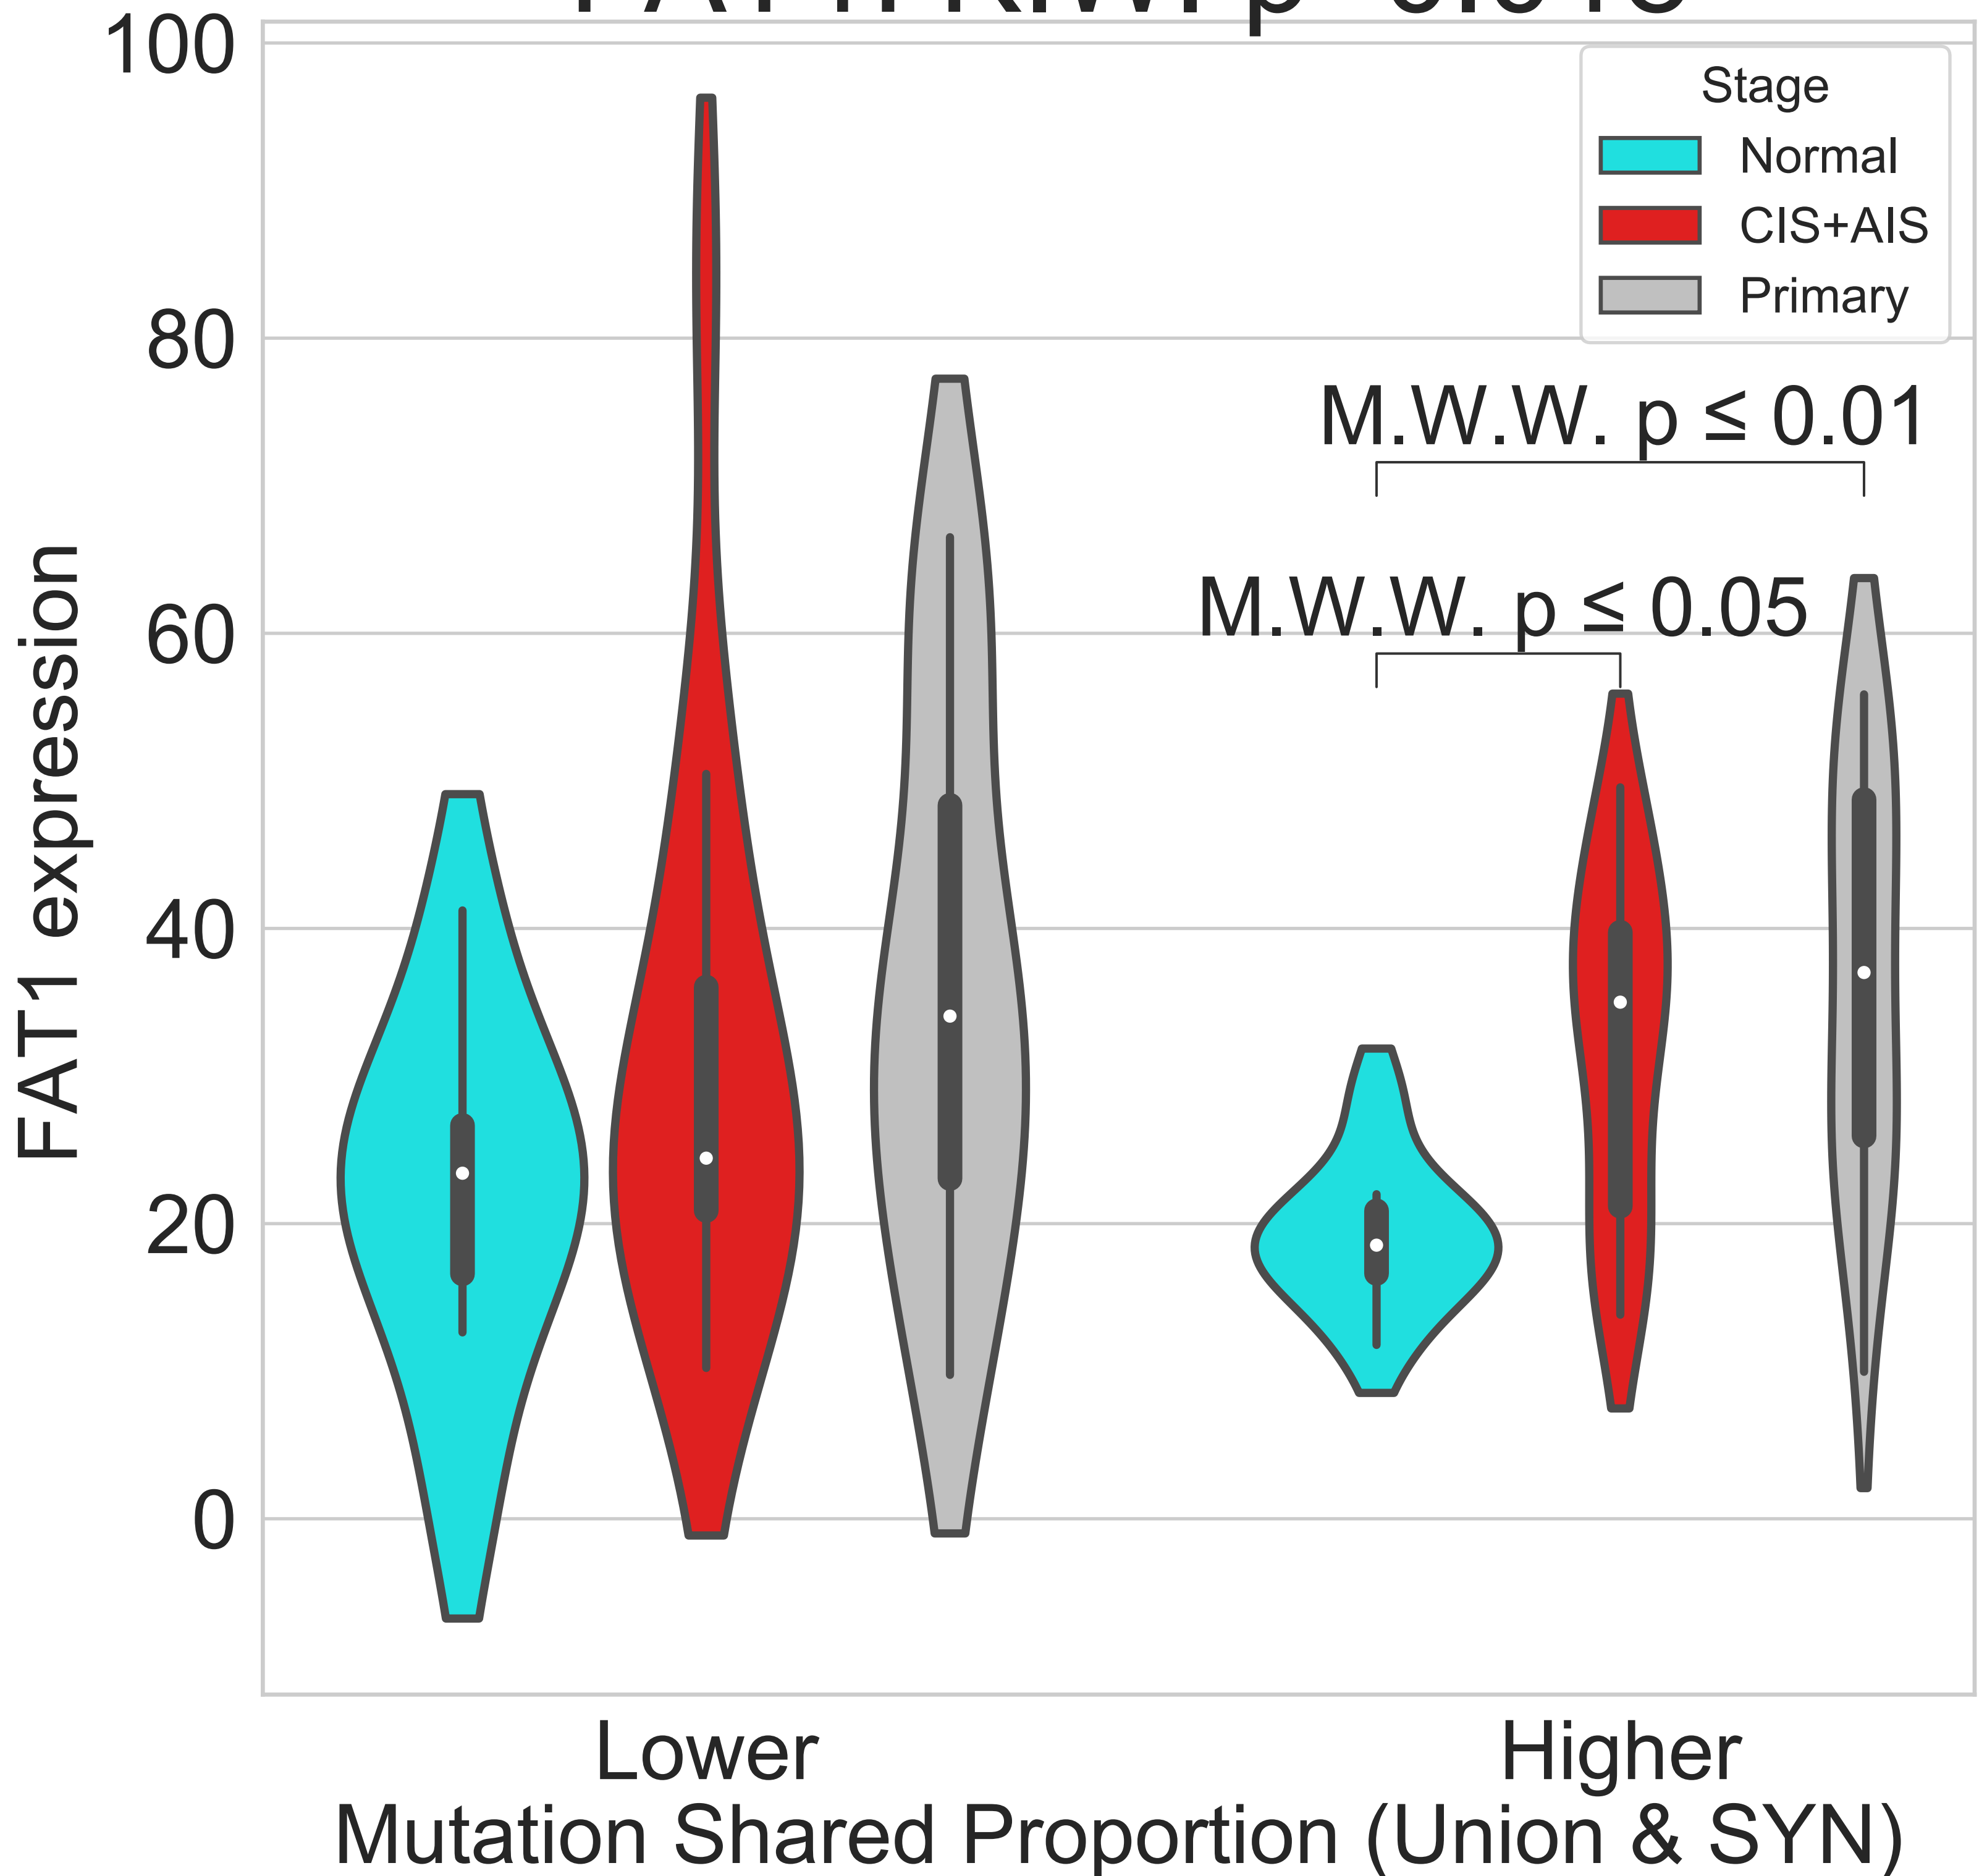 100
80
60
40
20
0
FAT1 expression
Stage
Normal
CIS+AIS
Primary
M.W.W. p ≤ 0.01
M.W.W. p ≤ 0.05
Lower
Higher
Mutation Shared Proportion (Union & SYN)